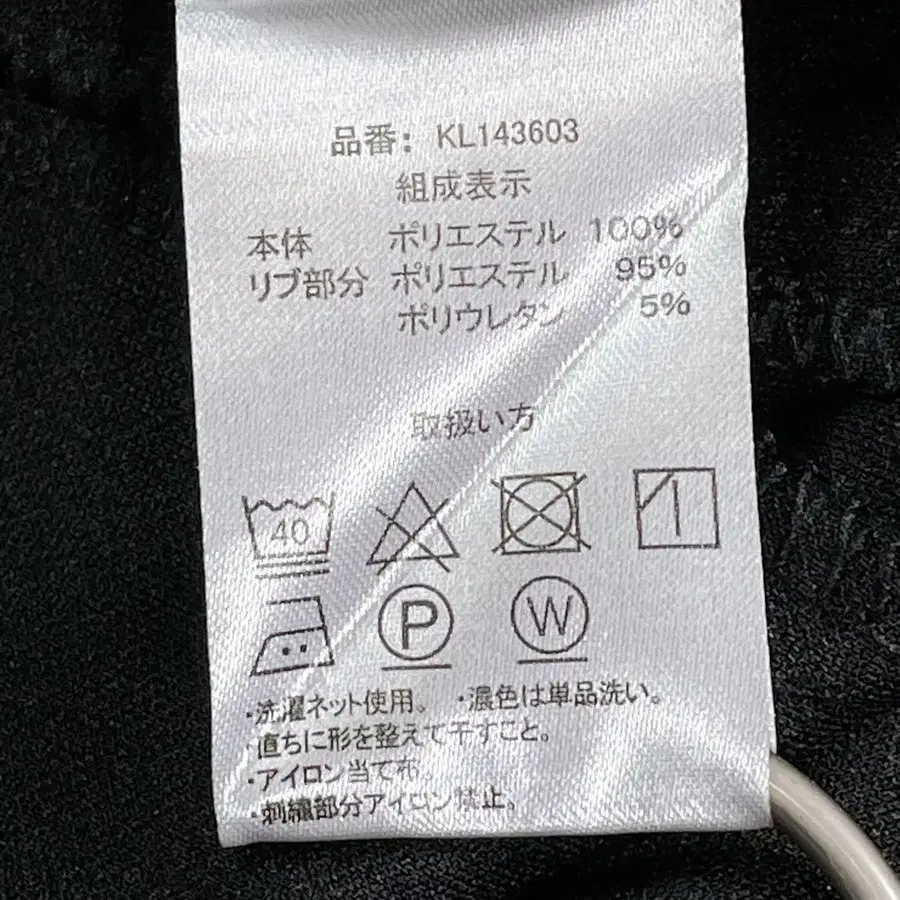 品番: KL143603
組成表示
本体 ポリエステル 100%
リブ部分 ポリエステル 95%
ポリウレタン 5%
取扱い方
40
P W
・洗濯ネット使用。 ・濃色は単品洗い。
・直ちに形を整えて干すこと。
・アイロン当て布。
・刺繍部分アイロン禁止。